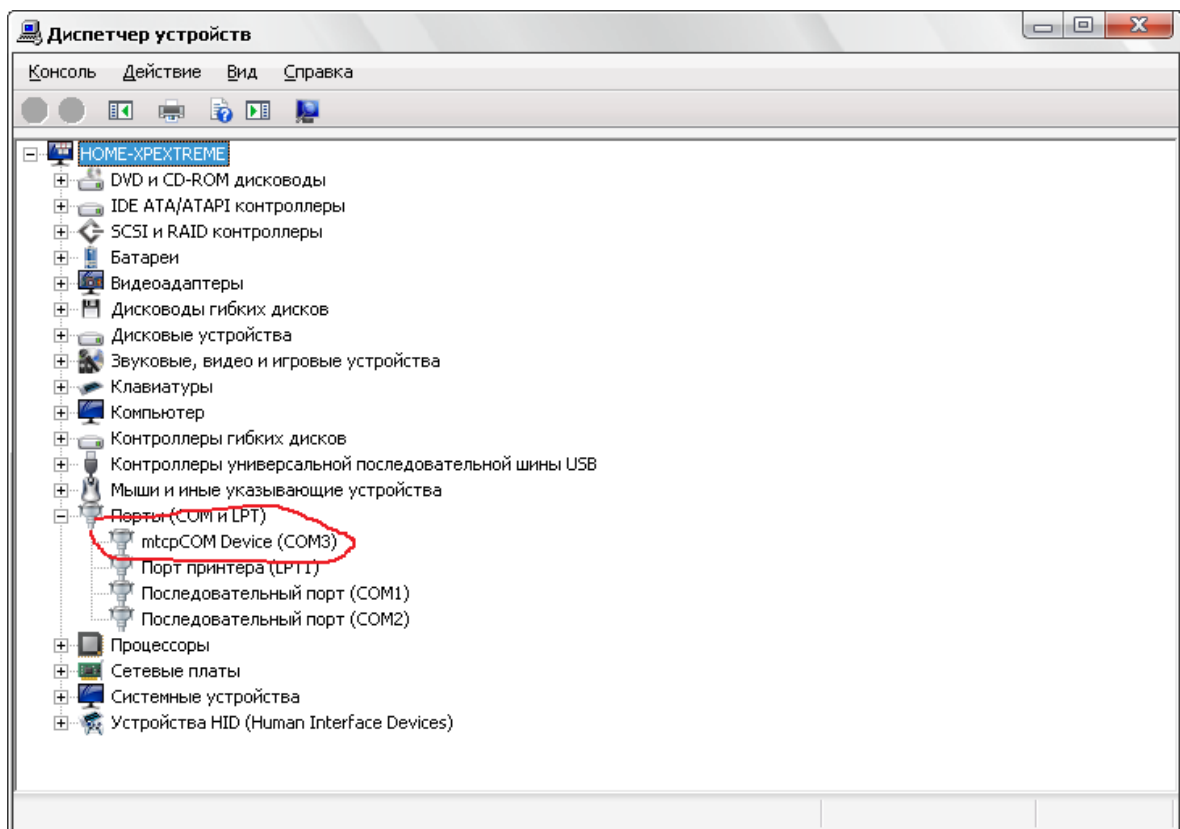 Диспетчер устройств
Консоль Действие Вид Справка
HOME-XPEXTREME
DVD и CD-ROM дисководы
IDE ATA/ATAPI контроллеры
SCSI и RAID контроллеры
Батареи
Видеоадаптеры
Дисководы гибких дисков
Дисковые устройства
Звуковые, видео и игровые устройства
Клавиатуры
Компьютер
Контроллеры гибких дисков
Контроллеры универсальной последовательной шины USB
Мыши и иные указывающие устройства
Порты (COM и LPT)
mtcpCOM Device (COM3)
Порт принтера (LPT1)
Последовательный порт (COM1)
Последовательный порт (COM2)
Процессоры
Сетевые платы
Системные устройства
Устройства HID (Human Interface Devices)